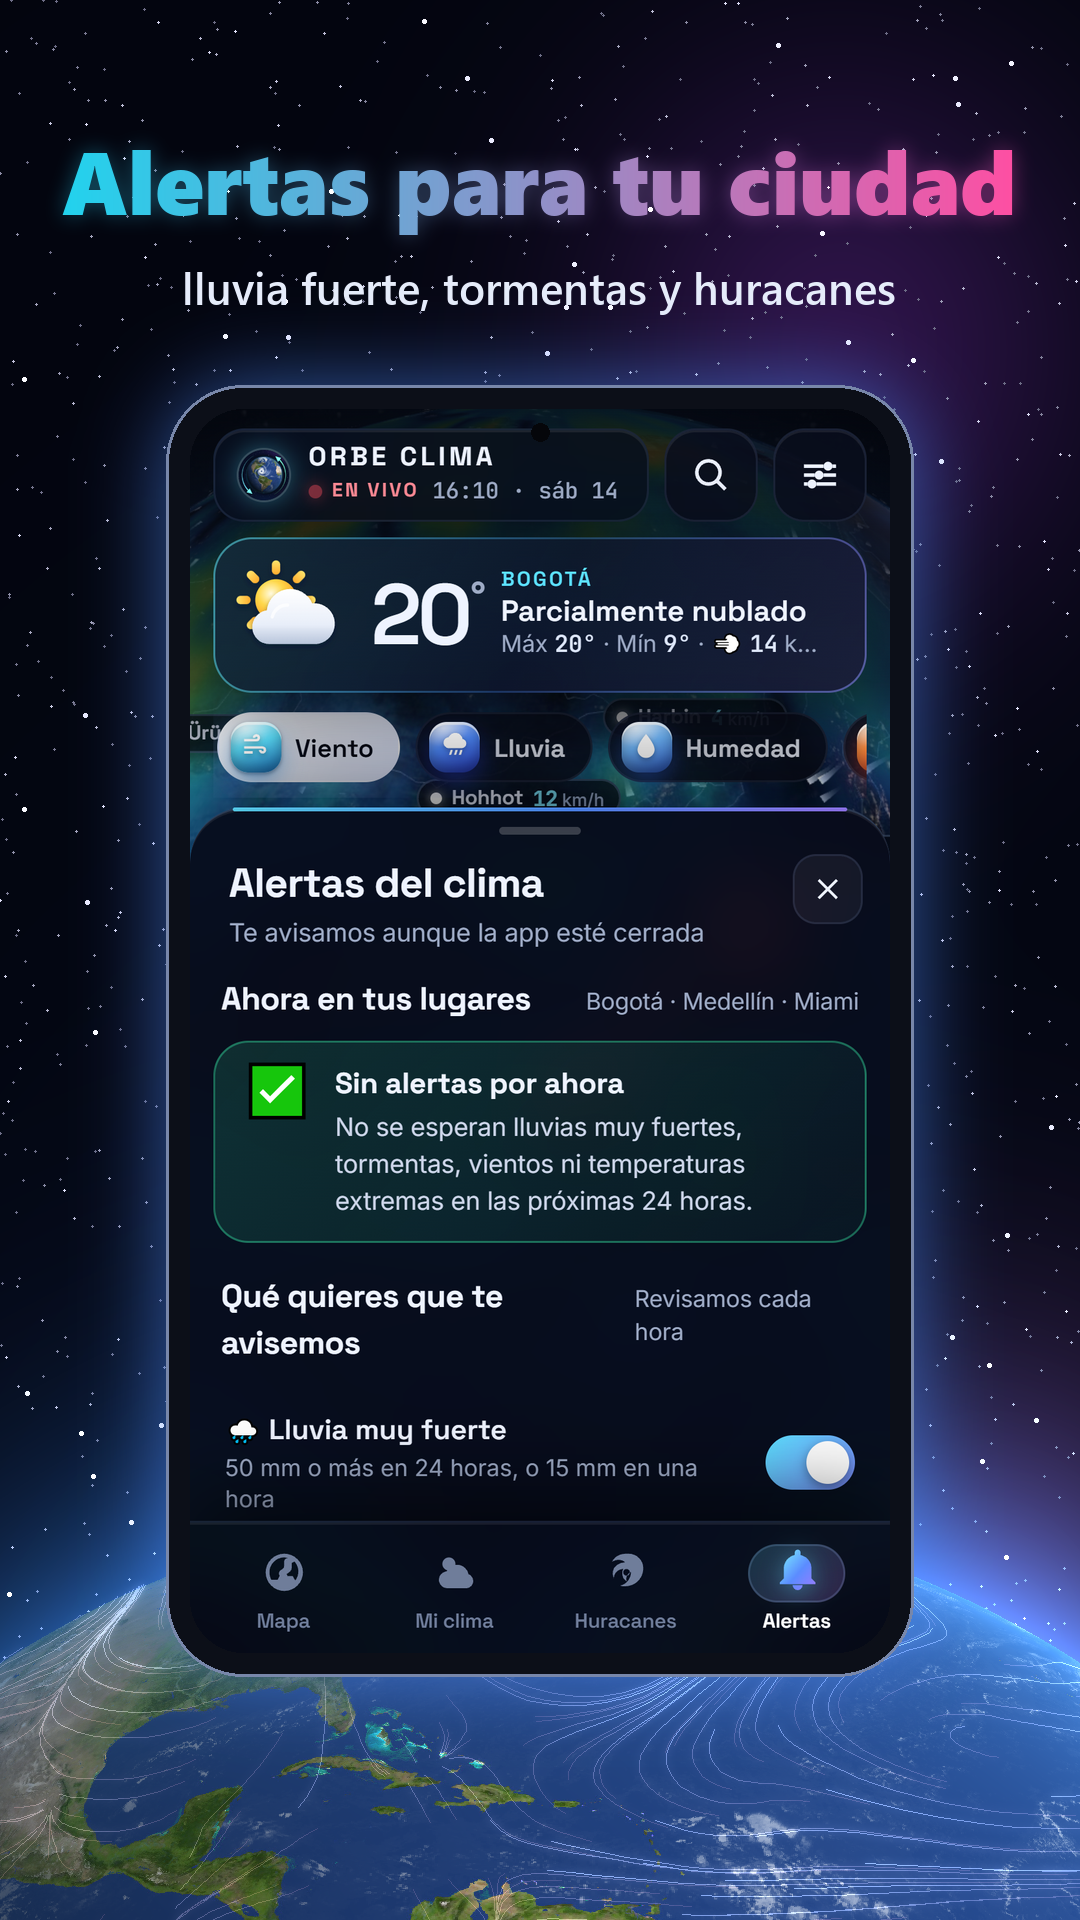 Alertas para tu ciudad
lluvia fuerte, tormentas y huracanes
ORBE CLIMA
EN VIVO 16:10 · sáb 14
BOGOTÁ
20°
Parcialmente nublado
Máx 20° · Mín 9° · 14 k...
Harbin 4 km/h
Ürü
Viento
Lluvia
Humedad
Hohhot 12 km/h
Alertas del clima
Te avisamos aunque la app esté cerrada
Ahora en tus lugares
Bogotá · Medellín · Miami
Sin alertas por ahora
No se esperan lluvias muy fuertes,
tormentas, vientos ni temperaturas
extremas en las próximas 24 horas.
Qué quieres que te
avisemos
Revisamos cada
hora
Lluvia muy fuerte
50 mm o más en 24 horas, o 15 mm en una
hora
Mapa
Mi clima
Huracanes
Alertas